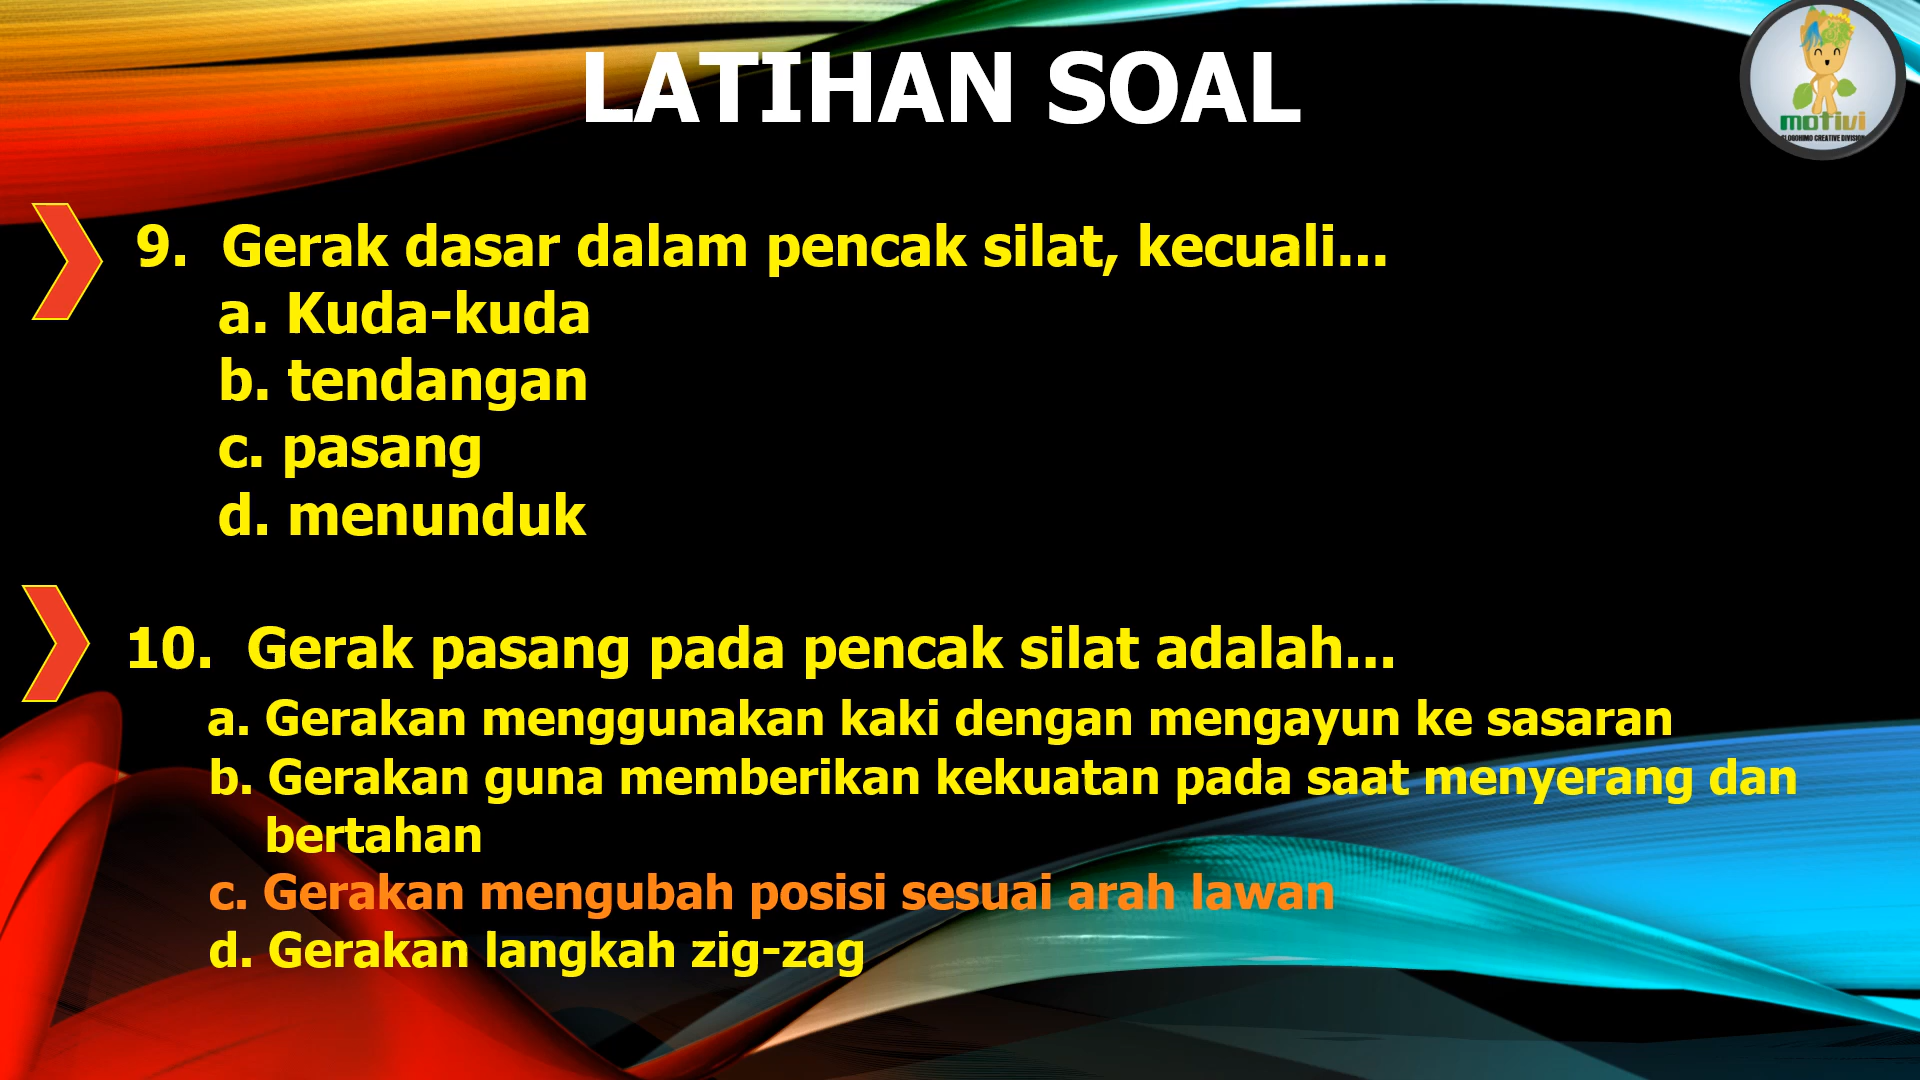 LATIHAN SOAL
motivi
9. Gerak dasar dalam pencak silat, kecuali...
a. Kuda-kuda
b. tendangan
c. pasang
d. menunduk
10. Gerak pasang pada pencak silat adalah...
a. Gerakan menggunakan kaki dengan mengayun ke sasaran
b. Gerakan guna memberikan kekuatan pada saat menyerang dan
bertahan
c. Gerakan mengubah posisi sesuai arah lawan
d. Gerakan langkah zig-zag